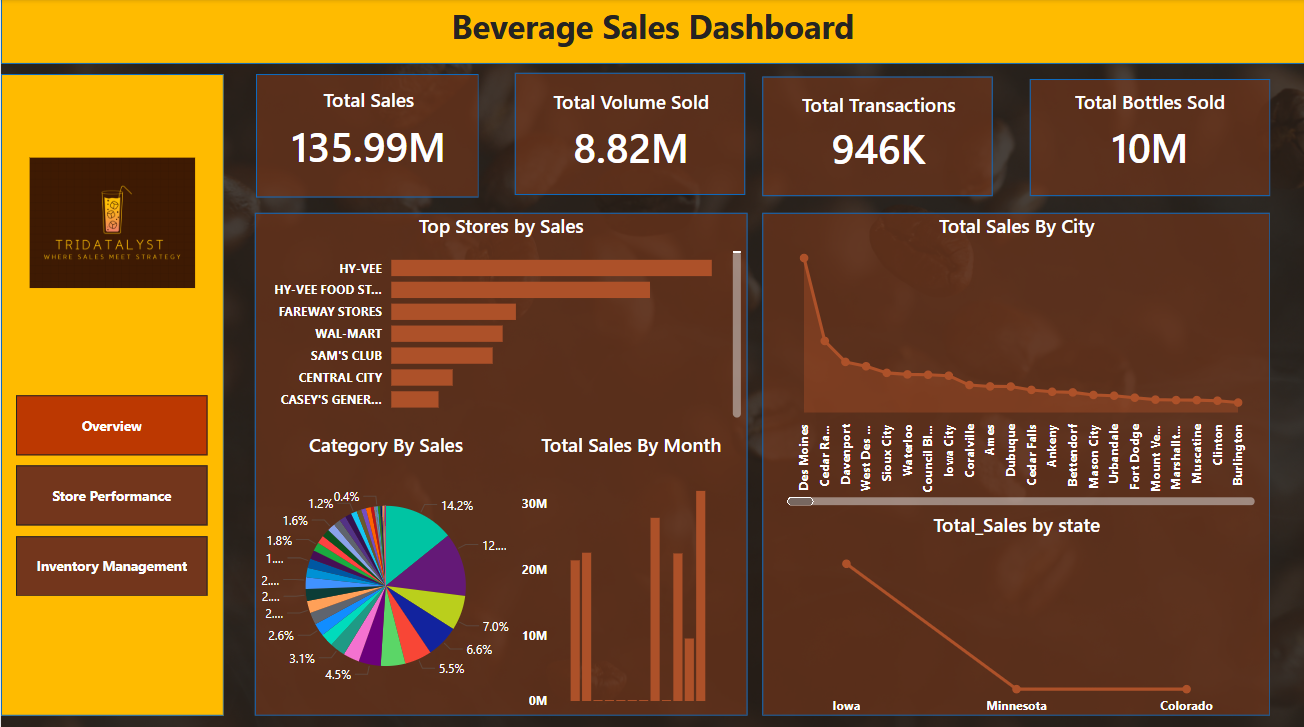 Beverage Sales Dashboard
TRIDATALYST
WHERE SALES MEET STRATEGY
Overview
Store Performance
Inventory Management
Total Sales
135.99M
Total Volume Sold
8.82M
Total Transactions
946K
Total Bottles Sold
10M
Top Stores by Sales
HY-VEE
HY-VEE FOOD ST...
FAREWAY STORES
WAL-MART
SAM'S CLUB
CENTRAL CITY
CASEY'S GENER...
Category By Sales
14.2%
12....
7.0%
6.6%
5.5%
4.5%
3.1%
2.6%
2....
2....
2....
1....
1.8%
1.6%
1.2%
0.4%
Total Sales By Month
30M
20M
10M
0M
Total Sales By City
Des Moines
Cedar Ra...
Davenport
West Des ...
Sioux City
Waterloo
Council Bl...
Iowa City
Coralville
Ames
Dubuque
Cedar Falls
Ankeny
Bettendorf
Mason City
Urbandale
Fort Dodge
Mount Ve...
Marshallt...
Muscatine
Clinton
Burlington
Total_Sales by state
Iowa
Minnesota
Colorado